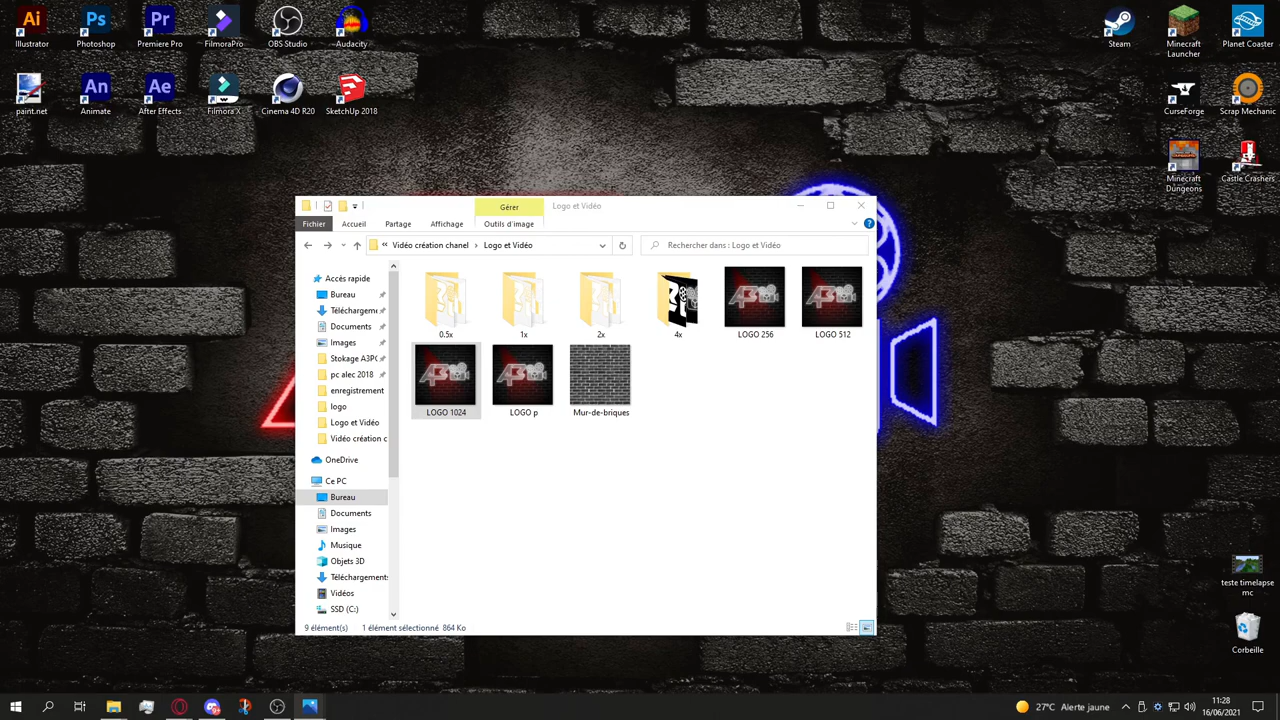 Illustrator
Photoshop
Premiere Pro
FilmoraPro
OBS Studio
Audacity
Steam
Minecraft Launcher
Planet Coaster
paint.net
Animate
After Effects
Filmora X
Cinema 4D R20
SketchUp 2018
CurseForge
Scrap Mechanic
Minecraft Dungeons
Castle Crashers
Gérer
Logo et Vidéo
Fichier
Accueil
Partage
Affichage
Outils d'image
« Vidéo création chanel > Logo et Vidéo
Rechercher dans : Logo et Vidéo
Accès rapide
Bureau
Téléchargeme
Documents
Images
Stokage A3PC
pc alec 2018
enregistrement
logo
Logo et Vidéo
Vidéo création c
OneDrive
Ce PC
Bureau
Documents
Images
Musique
Objets 3D
Téléchargements
Vidéos
SSD (C:)
0.5x
1x
2x
4x
LOGO 256
LOGO 512
LOGO 1024
LOGO p
Mur-de-briques
9 élément(s)
1 élément sélectionné 864 Ko
teste timelapse
mc
Corbeille
27°C Alerte jaune
11:28
16/06/2021